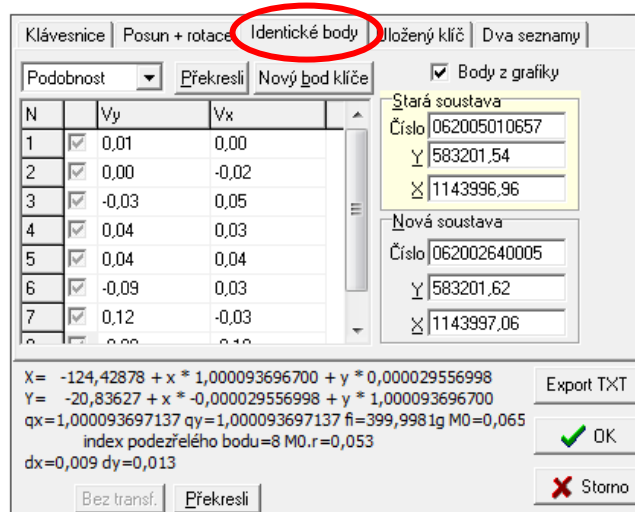 Klávesnice Posun + rotace Identické body Uložený klíč Dva seznamy
Podobnost Překresli Nový bod klíče Body z grafiky
N Vy Vx
1 0,01 0,00
2 0,00 -0,02
3 -0,03 0,05
4 0,04 0,03
5 0,04 0,04
6 -0,09 0,03
7 0,12 -0,03
Stará soustava
Číslo 062005010657
Y 583201,54
X 1143996,96
Nová soustava
Číslo 062002640005
Y 583201,62
X 1143997,06
X= -124,42878 + x * 1,000093696700 + y * 0,000029556998
Y= -20,83627 + x * -0,000029556998 + y * 1,000093696700
qx=1,000093697137 qy=1,000093697137 fi=399,9981g M0=0,065
index podezřelého bodu=8 M0.r=0,053
dx=0,009 dy=0,013
Bez transf. Překresli
Export TXT
OK
Storno